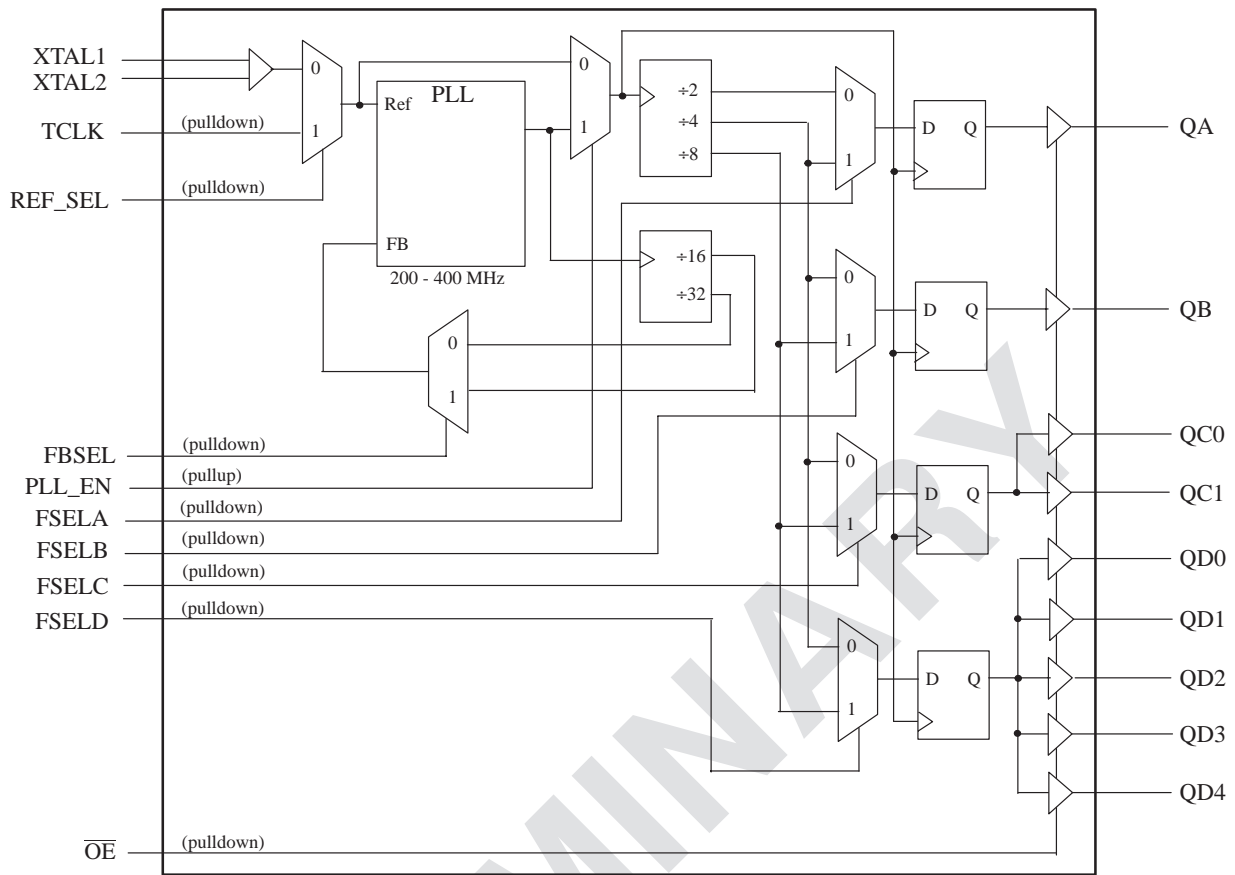 XTAL1
XTAL2
TCLK
(pulldown)
REF_SEL
(pulldown)
0
1
Ref
PLL
FB
200 - 400 MHz
0
1
÷2
÷4
÷8
÷16
÷32
0
1
0
1
D Q
QA
0
1
D Q
QB
FBSEL
(pulldown)
PLL_EN
(pullup)
FSELA
(pulldown)
FSELB
(pulldown)
FSELC
(pulldown)
FSELD
(pulldown)
0
1
D Q
QC0
QC1
0
1
D Q
QD0
QD1
QD2
QD3
QD4
OE
(pulldown)
MINARY